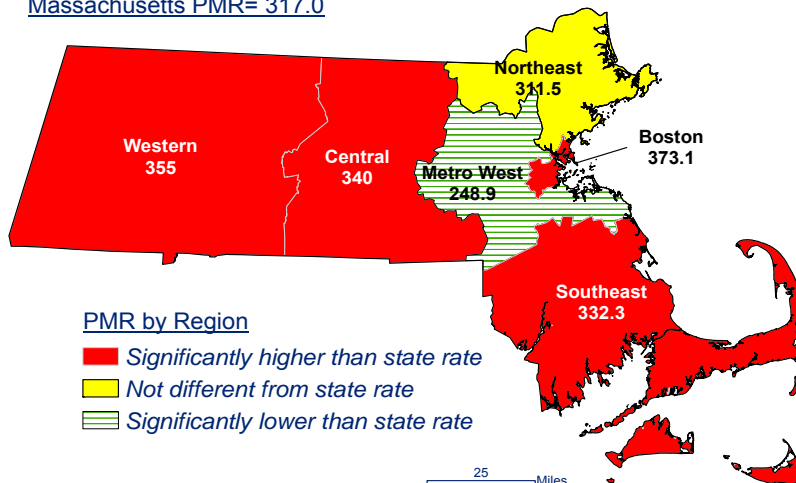 Massachusetts PMR= 317.0
Northeast
311.5
Boston
373.1
Western
355
Central
340
Metro West
248.9
Southeast
332.3
PMR by Region
Significantly higher than state rate
Not different from state rate
Significantly lower than state rate
25
Miles